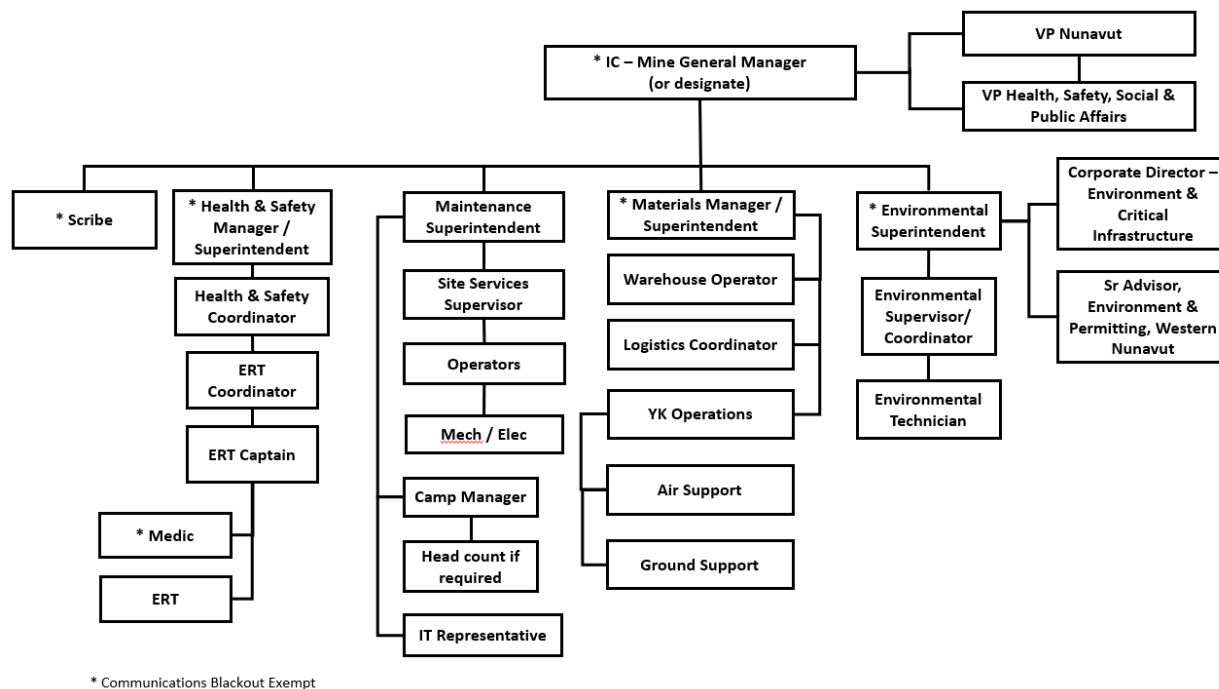 VP Nunavut
* IC – Mine General Manager
(or designate)
VP Health, Safety, Social &
Public Affairs
* Scribe
* Health & Safety
Manager /
Superintendent
Health & Safety
Coordinator
ERT
Coordinator
ERT Captain
* Medic
ERT
Maintenance
Superintendent
Site Services
Supervisor
Operators
Mech / Elec
Camp Manager
Head count if
required
IT Representative
* Materials Manager /
Superintendent
Warehouse Operator
Logistics Coordinator
YK Operations
Air Support
Ground Support
* Environmental
Superintendent
Environmental
Supervisor/
Coordinator
Environmental
Technician
Corporate Director –
Environment &
Critical
Infrastructure
Sr Advisor,
Environment &
Permitting, Western
Nunavut
* Communications Blackout Exempt